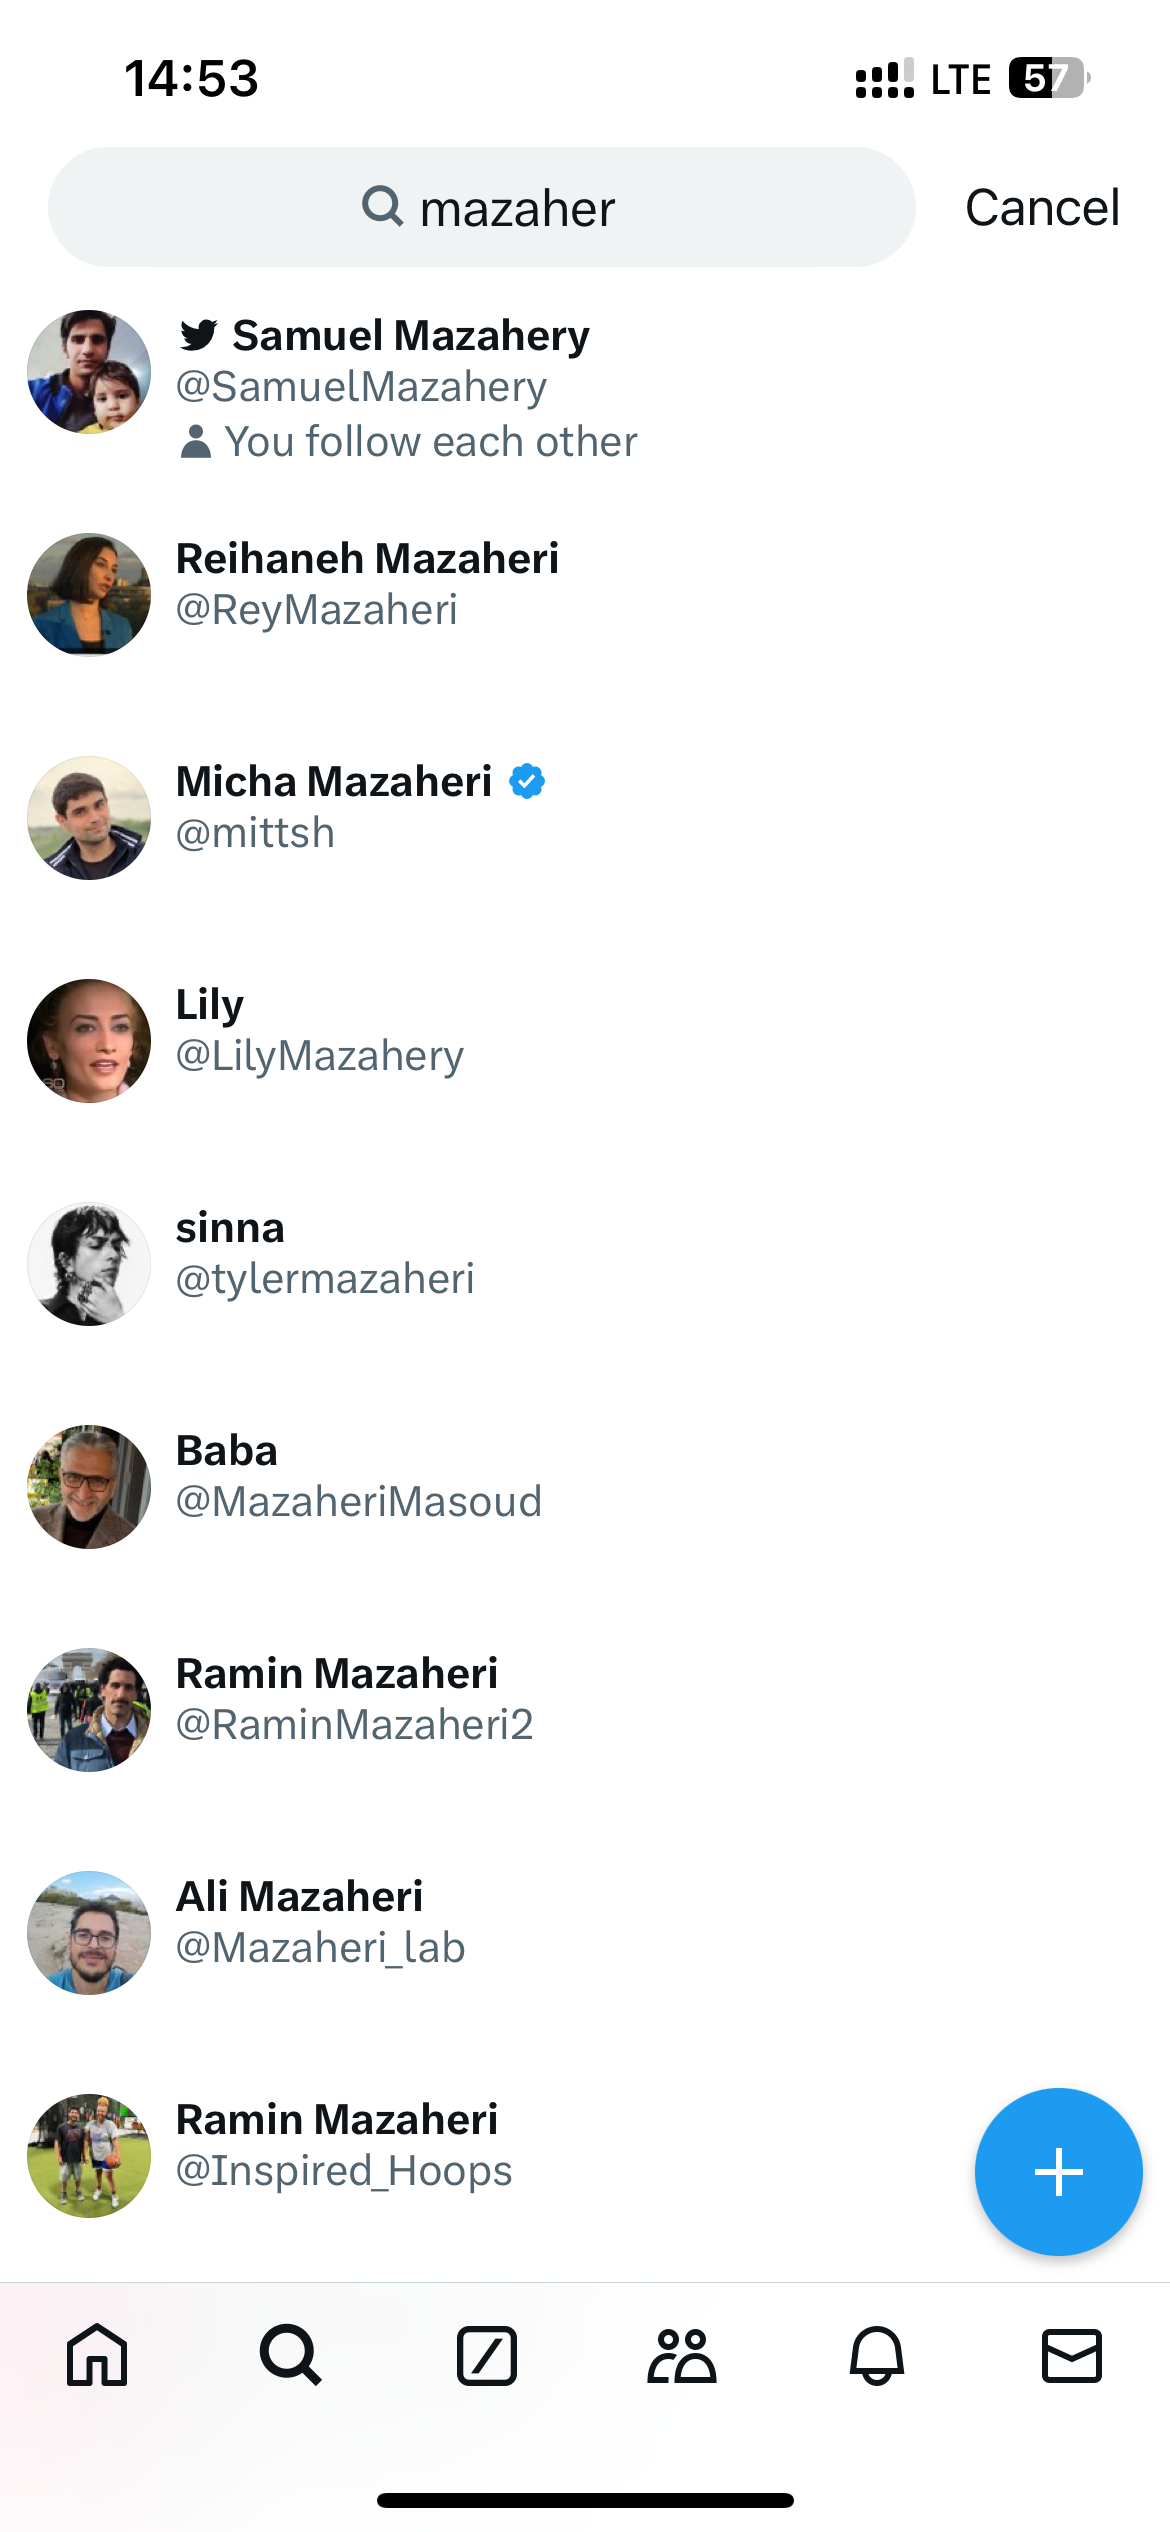 14:53
LTE 57
mazaher
Cancel
Samuel Mazahery
@SamuelMazahery
You follow each other
Reihaneh Mazaheri
@ReyMazaheri
Micha Mazaheri
@mittsh
Lily
@LilyMazahery
sinna
@tylermazaheri
Baba
@MazaheriMasoud
Ramin Mazaheri
@RaminMazaheri2
Ali Mazaheri
@Mazaheri_lab
Ramin Mazaheri
@Inspired_Hoops